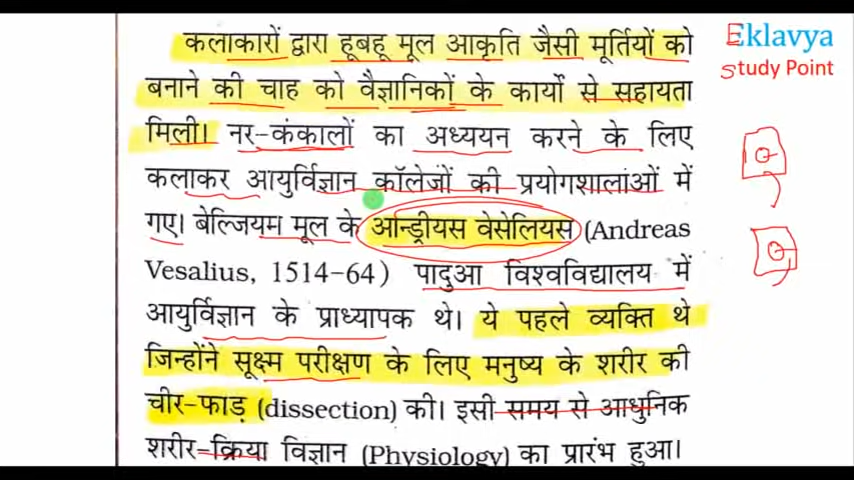 कलाकारों द्वारा हूबहू मूल आकृति जैसी मूर्तियों को
बनाने की चाह को वैज्ञानिकों के कार्यों से सहायता
मिली। नर-कंकालों का अध्ययन करने के लिए
कलाकर आयुर्विज्ञान कॉलेजों की प्रयोगशालाओं में
गए। बेल्जियम मूल के आन्ड्रीयस वेसेलियस (Andreas
Vesalius, 1514-64) पादुआ विश्वविद्यालय में
आयुर्विज्ञान के प्राध्यापक थे। ये पहले व्यक्ति थे
जिन्होंने सूक्ष्म परीक्षण के लिए मनुष्य के शरीर की
चीर-फाड़ (dissection) की। इसी समय से आधुनिक
शरीर-क्रिया विज्ञान (Physiology) का प्रारंभ हुआ।
Eklavya
Study Point